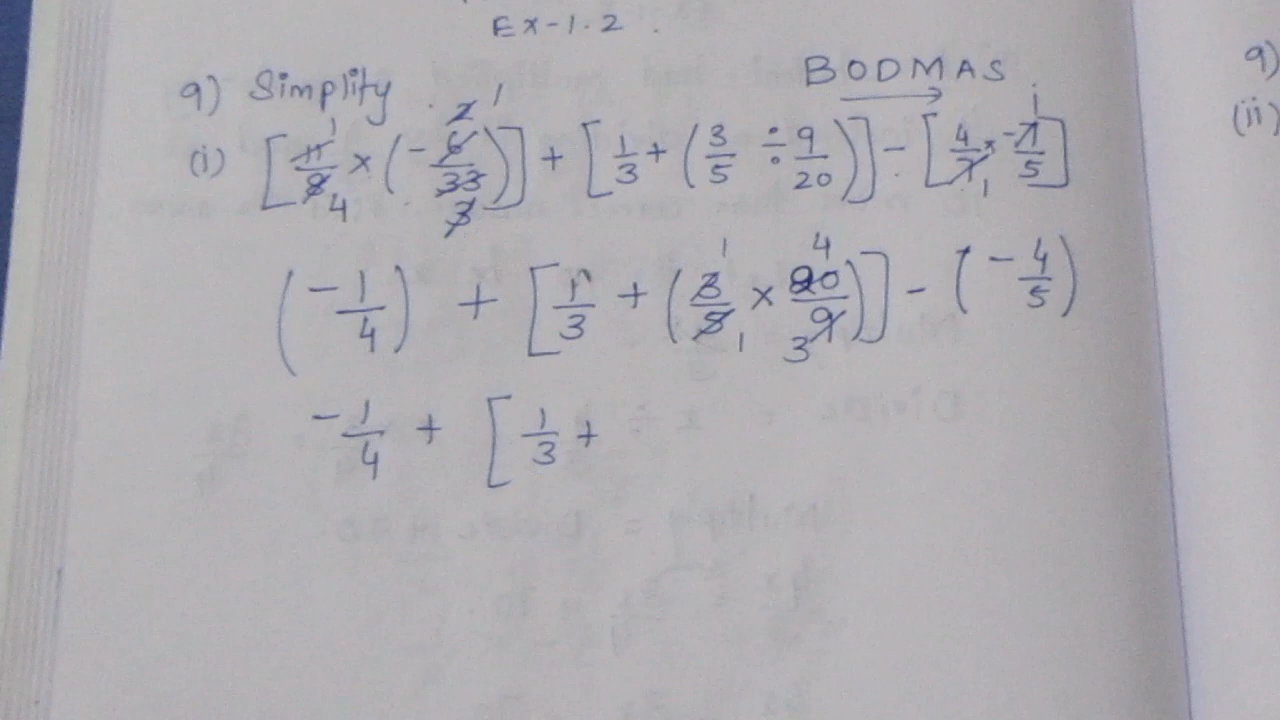 Ex-1.2.
BODMAS
9) Simplify
(i) [11/8 × (-6/33)] + [1/3 + (3/5 ÷ 9/20)] - [4/7 × -7/5]
(-1/4) + [1/3 + (3/5 × 20/9)] - (-4/5)
-1/4 + [1/3 +
9)
(ii)